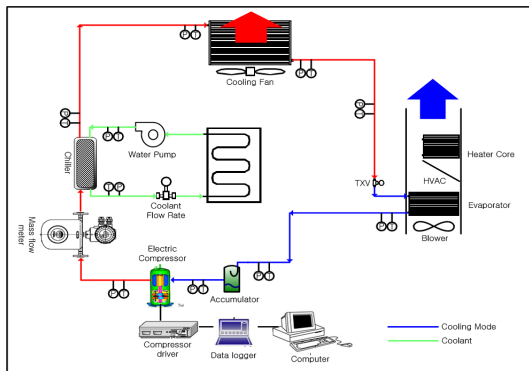 P T
P T
Cooling Fan
P T
P T
P T
Water Pump
Chiller
T P
Coolant
Flow Rate
TXV
Heater Core
HVAC
Evaporator
P T
Blower
Mass flow
meter
Electric
Compressor
P T
P T
P T
Accumulator
Compressor
driver
Data logger
Computer
Cooling Mode
Coolant